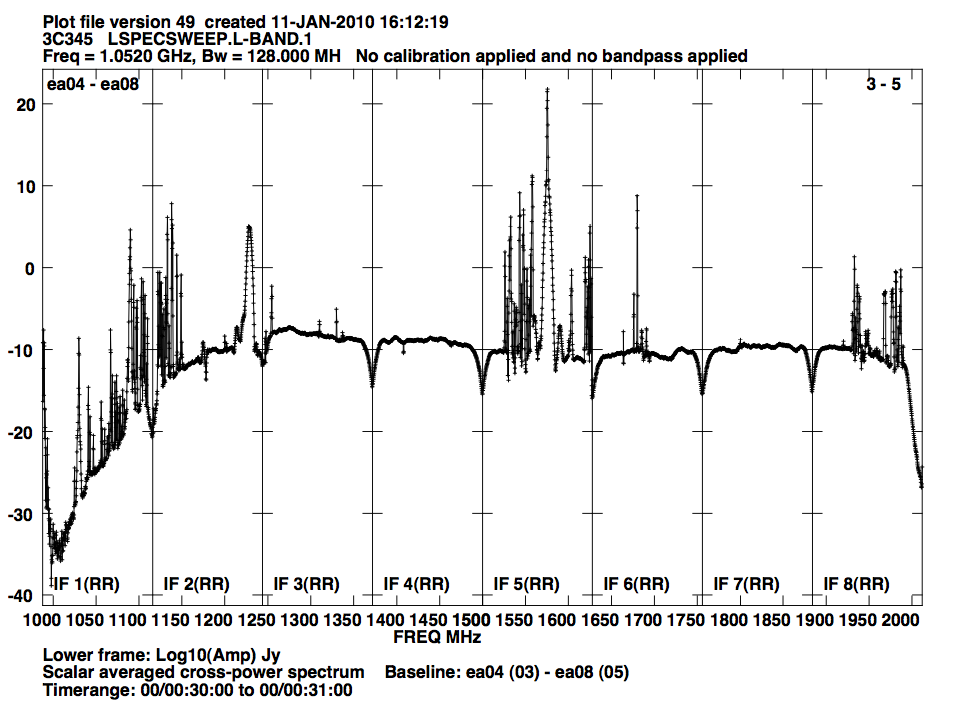 Plot file version 49 created 11-JAN-2010 16:12:19
3C345 LSPECSWEEP.L-BAND.1
Freq = 1.0520 GHz, Bw = 128.000 MH No calibration applied and no bandpass applied
ea04 - ea08 3 - 5
20
10
0
-10
-20
-30
-40
IF 1(RR) IF 2(RR) IF 3(RR) IF 4(RR) IF 5(RR) IF 6(RR) IF 7(RR) IF 8(RR)
1000 1050 1100 1150 1200 1250 1300 1350 1400 1450 1500 1550 1600 1650 1700 1750 1800 1850 1900 1950 2000
FREQ MHz
Lower frame: Log10(Amp) Jy
Scalar averaged cross-power spectrum Baseline: ea04 (03) - ea08 (05)
Timerange: 00/00:30:00 to 00/00:31:00